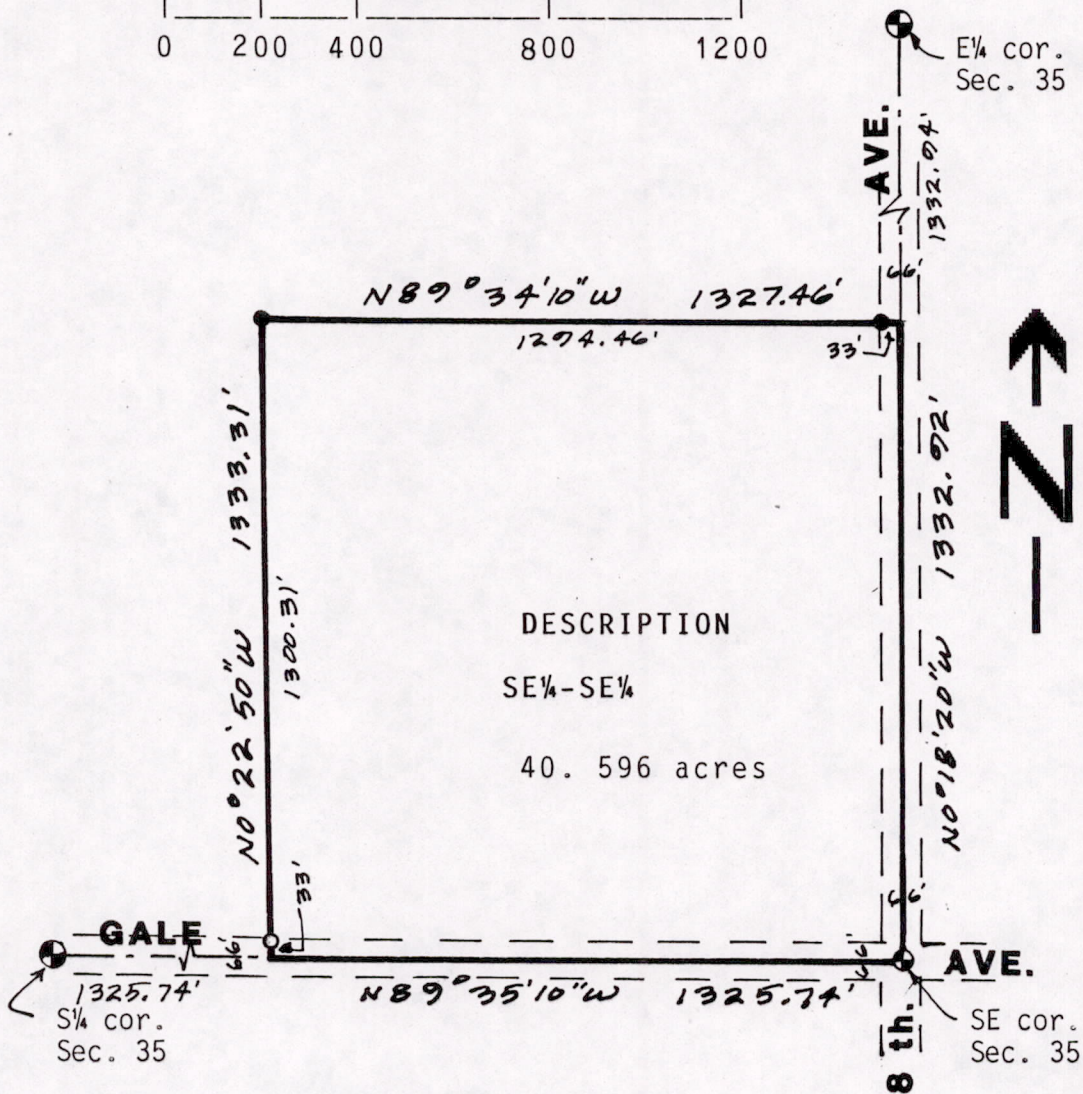 0 200 400 1200
E¼ cor.
Sec. 35
AVE.
1332.94'
66'
N89°34'10"W 1327.46'
1294.46'
33'
N0°22'50"W 1333.31'
1300.31'
33'
N
1332.92'
N0°18'20"W
DESCRIPTION
SE¼-SE¼
40. 596 acres
66'
GALE
66'
66'
AVE.
1325.74'
N89°35'10"W 1325.74'
S¼ cor.
Sec. 35
8 th.
SE cor.
Sec. 35